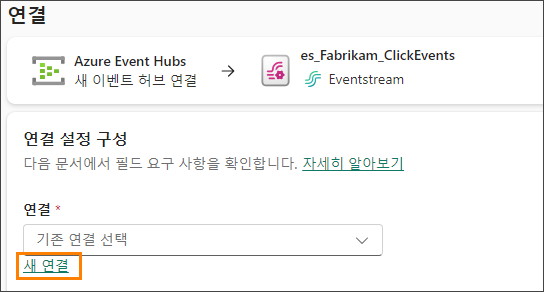 연결
Azure Event Hubs
새 이벤트 허브 연결
es_Fabrikam_ClickEvents
Eventstream
연결 설정 구성
다음 문서에서 필드 요구 사항을 확인합니다. 자세히 알아보기
연결 *
기존 연결 선택
새 연결